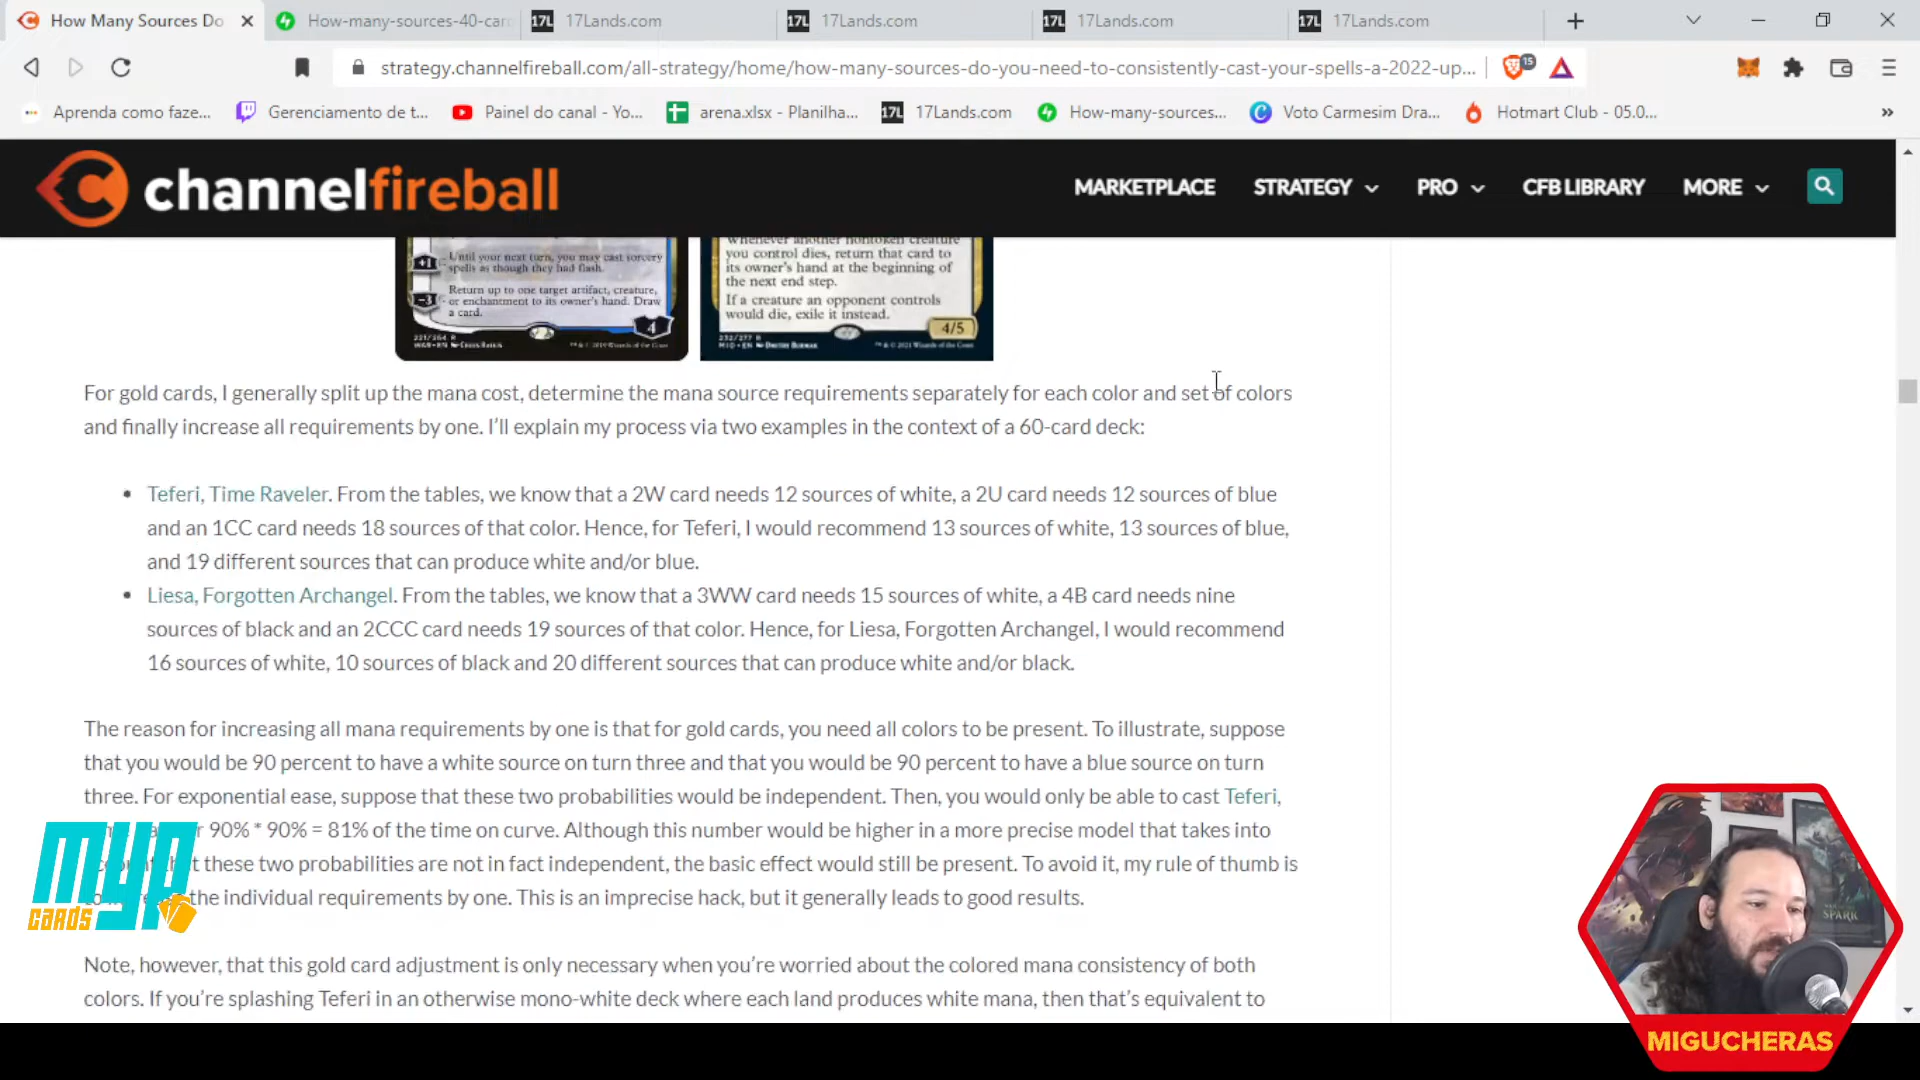 How Many Sources Do
How-many-sources-40-car
17L 17Lands.com
17L 17Lands.com
17L 17Lands.com
17L 17Lands.com
strategy.channelfireball.com/all-strategy/home/how-many-sources-do-you-need-to-consistently-cast-your-spells-a-2022-up...
15
Aprenda como faze...
Gerenciamento de t...
Painel do canal - Yo...
arena.xlsx - Planilha...
17L 17Lands.com
How-many-sources...
Voto Carmesim Dra...
Hotmart Club - 05.0...
channelfireball
MARKETPLACE
STRATEGY
PRO
CFB LIBRARY
MORE
+1 Until your next turn, you may cast sorcery
spells as though they had flash.
-3 Return up to one target artifact, creature,
or enchantment to its owner's hand. Draw
a card.
4
Whenever another nontoken creature
you control dies, return that card to
its owner's hand at the beginning of
the next end step.
If a creature an opponent controls
would die, exile it instead.
4/5
For gold cards, I generally split up the mana cost, determine the mana source requirements separately for each color and set of colors
and finally increase all requirements by one. I'll explain my process via two examples in the context of a 60-card deck:
• Teferi, Time Raveler. From the tables, we know that a 2W card needs 12 sources of white, a 2U card needs 12 sources of blue
and an 1CC card needs 18 sources of that color. Hence, for Teferi, I would recommend 13 sources of white, 13 sources of blue,
and 19 different sources that can produce white and/or blue.
• Liesa, Forgotten Archangel. From the tables, we know that a 3WW card needs 15 sources of white, a 4B card needs nine
sources of black and an 2CCC card needs 19 sources of that color. Hence, for Liesa, Forgotten Archangel, I would recommend
16 sources of white, 10 sources of black and 20 different sources that can produce white and/or black.
The reason for increasing all mana requirements by one is that for gold cards, you need all colors to be present. To illustrate, suppose
that you would be 90 percent to have a white source on turn three and that you would be 90 percent to have a blue source on turn
three. For exponential ease, suppose that these two probabilities would be independent. Then, you would only be able to cast Teferi,
90% * 90% = 81% of the time on curve. Although this number would be higher in a more precise model that takes into
these two probabilities are not in fact independent, the basic effect would still be present. To avoid it, my rule of thumb is
the individual requirements by one. This is an imprecise hack, but it generally leads to good results.
Note, however, that this gold card adjustment is only necessary when you're worried about the colored mana consistency of both
colors. If you're splashing Teferi in an otherwise mono-white deck where each land produces white mana, then that's equivalent to
myp
cards
SPARK
MIGUCHERAS